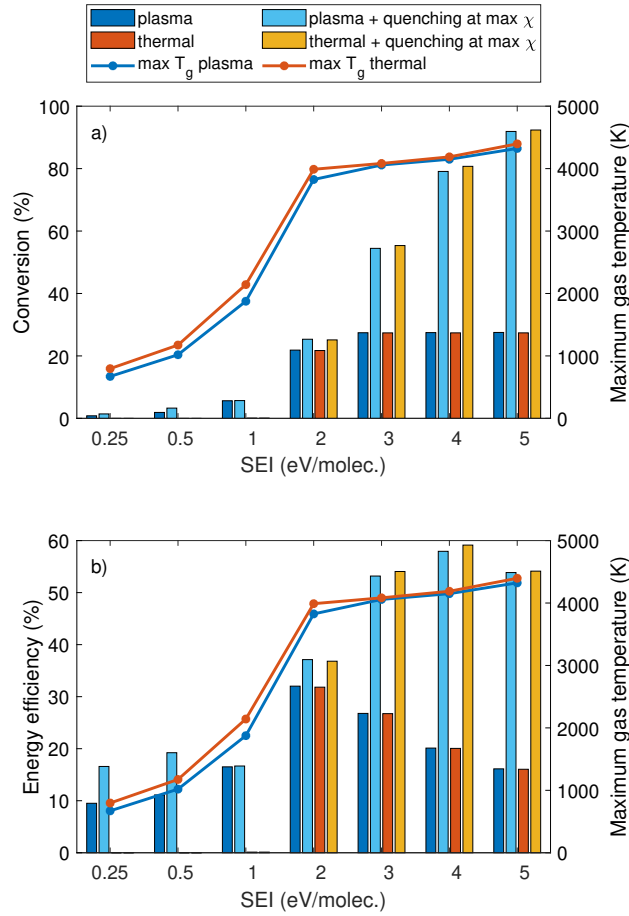 plasma
plasma + quenching at max χ
thermal
thermal + quenching at max χ
max Tg plasma
max Tg thermal
a)
Conversion (%)
100
80
60
40
20
0
Maximum gas temperature (K)
5000
4000
3000
2000
1000
0
0.25 0.5 1 2 3 4 5
SEI (eV/molec.)
b)
Energy efficiency (%)
60
50
40
30
20
10
0
Maximum gas temperature (K)
5000
4000
3000
2000
1000
0
0.25 0.5 1 2 3 4 5
SEI (eV/molec.)